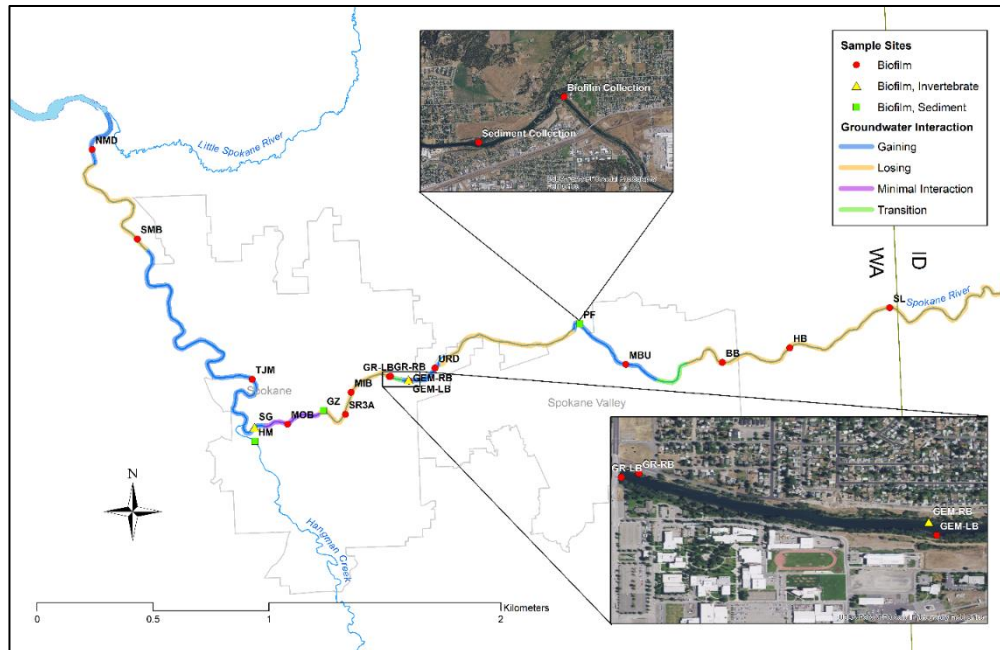 Sample Sites
Biofilm
Biofilm, Invertebrate
Biofilm, Sediment
Groundwater Interaction
Gaining
Losing
Minimal Interaction
Transition
Biofilm Collection
Sediment Collection
NMD
Little Spokane River
SMB
WA
ID
SL
Spokane River
PF
HB
BB
MBU
URD
GR-LB
GR-RB
GEM-RB
GEM-LB
TJM
Spokane
MIB
GZ
SR3A
Spokane Valley
SG
MOB
HM
N
Hangman Creek
GR-LB
GR-RB
GEM-RB
GEM-LB
0 0.5 1 2
Kilometers